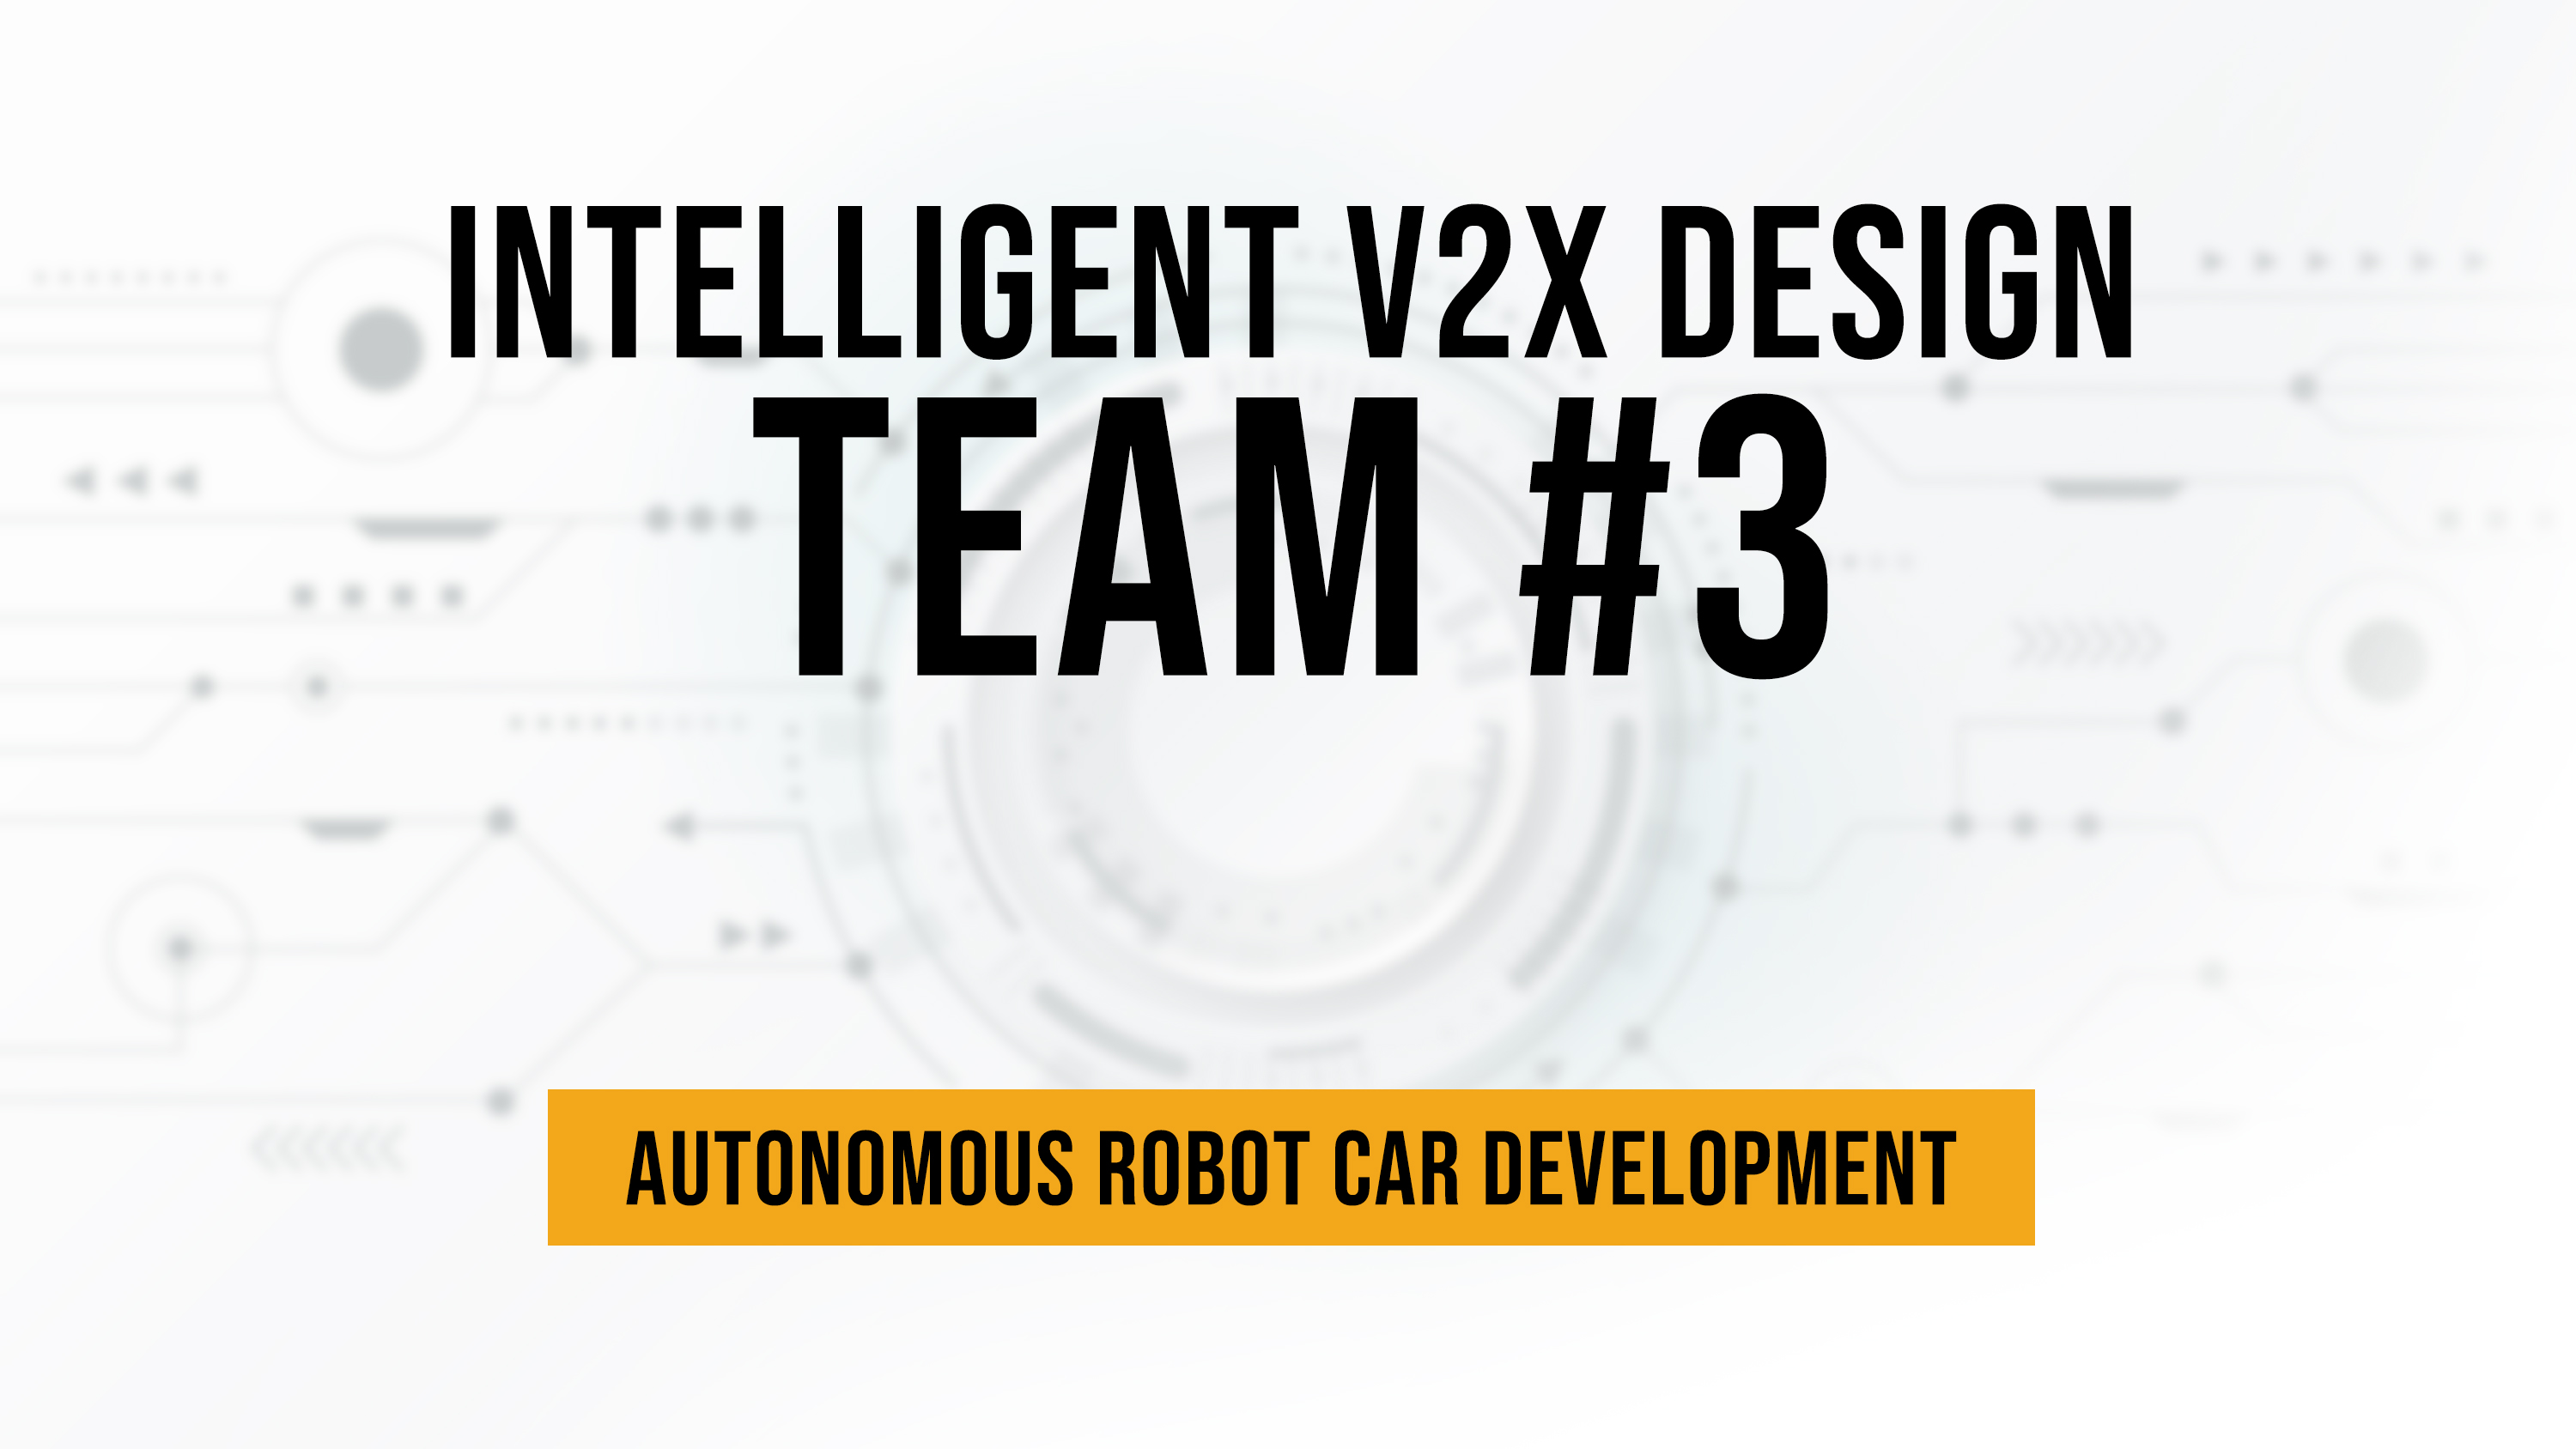 INTELLIGENT V2X DESIGN
TEAM #3
AUTONOMOUS ROBOT CAR DEVELOPMENT